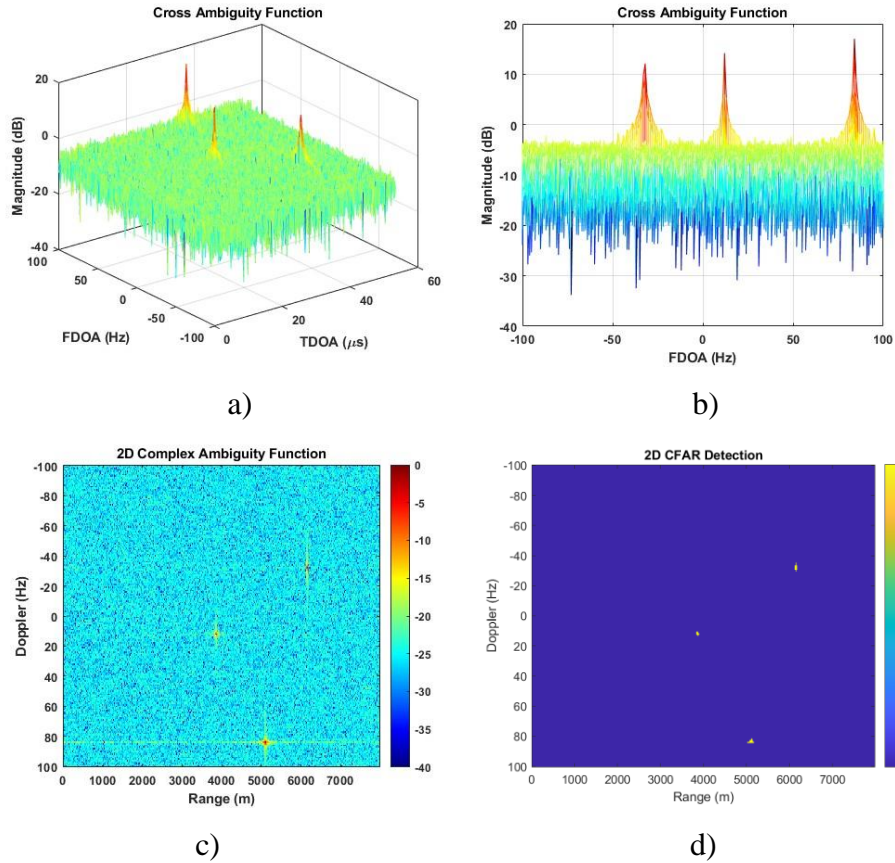 Cross Ambiguity Function
20
0
-20
-40
Magnitude (dB)
100
50
0
-50
-100
FDOA (Hz)
0
20
40
60
TDOA (μs)
a)
Cross Ambiguity Function
20
10
0
-10
-20
-30
-40
Magnitude (dB)
-100 -50 0 50 100
FDOA (Hz)
b)
2D Complex Ambiguity Function
-100
-80
-60
-40
-20
0
20
40
60
80
100
Doppler (Hz)
0 1000 2000 3000 4000 5000 6000 7000
Range (m)
0
-5
-10
-15
-20
-25
-30
-35
-40
c)
2D CFAR Detection
-100
-80
-60
-40
-20
0
20
40
60
80
100
Doppler (Hz)
0 1000 2000 3000 4000 5000 6000 7000
Range (m)
d)